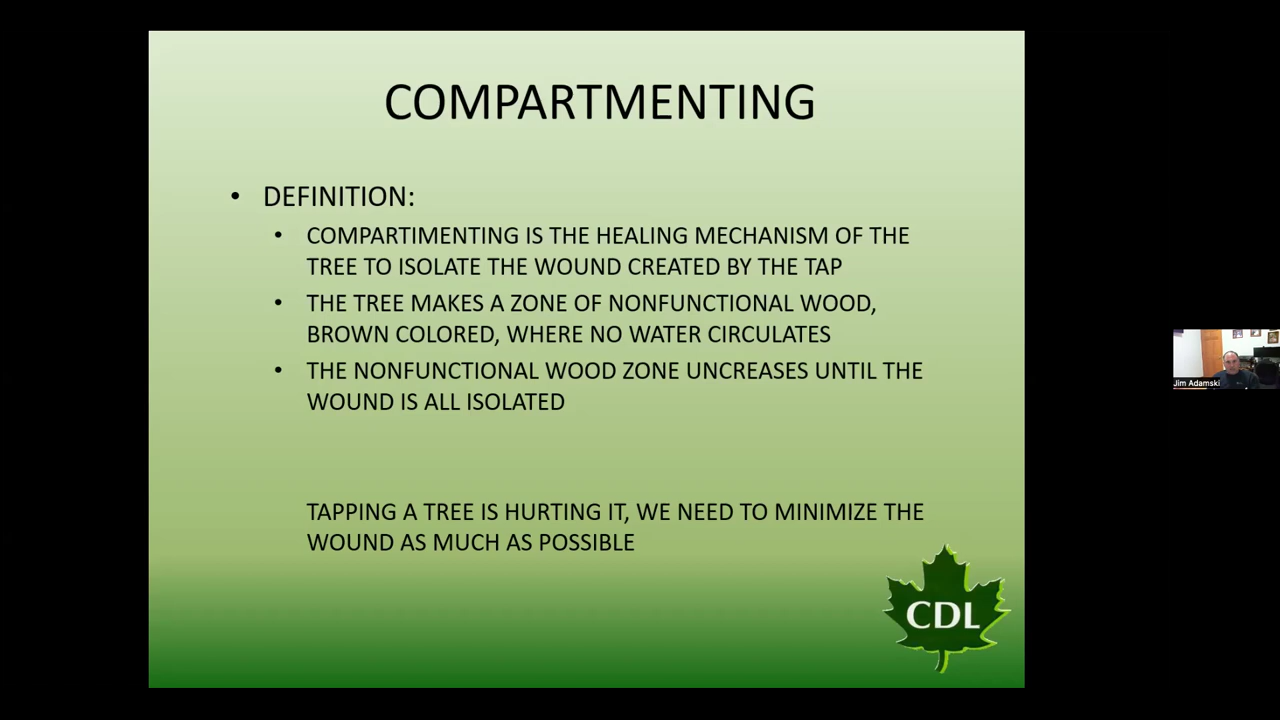 COMPARTMENTING
• DEFINITION:
• COMPARTIMENTING IS THE HEALING MECHANISM OF THE
TREE TO ISOLATE THE WOUND CREATED BY THE TAP
• THE TREE MAKES A ZONE OF NONFUNCTIONAL WOOD,
BROWN COLORED, WHERE NO WATER CIRCULATES
• THE NONFUNCTIONAL WOOD ZONE UNCREASES UNTIL THE
WOUND IS ALL ISOLATED
TAPPING A TREE IS HURTING IT, WE NEED TO MINIMIZE THE
WOUND AS MUCH AS POSSIBLE
CDL
Jim Adamski